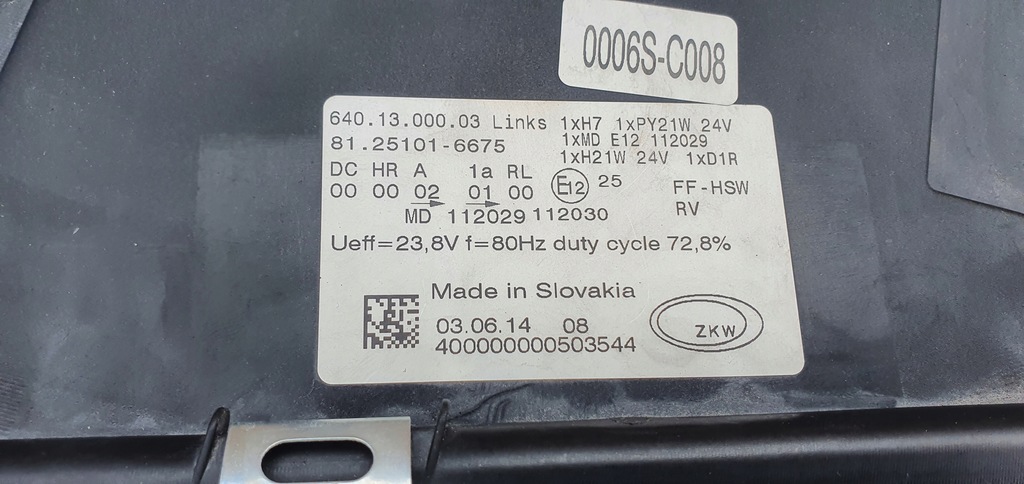 0006S-C008
640.13.000.03 Links 1xH7 1xPY21W 24V
81.25101-6675 1xMD E12 112029
1xH21W 24V 1xD1R
DC HR A 1a RL E12 25 FF-HSW
00 00 02 01 00 RV
MD 112029 112030
Ueff=23,8V f=80Hz duty cycle 72,8%
Made in Slovakia
03.06.14 08
400000000503544
ZKW